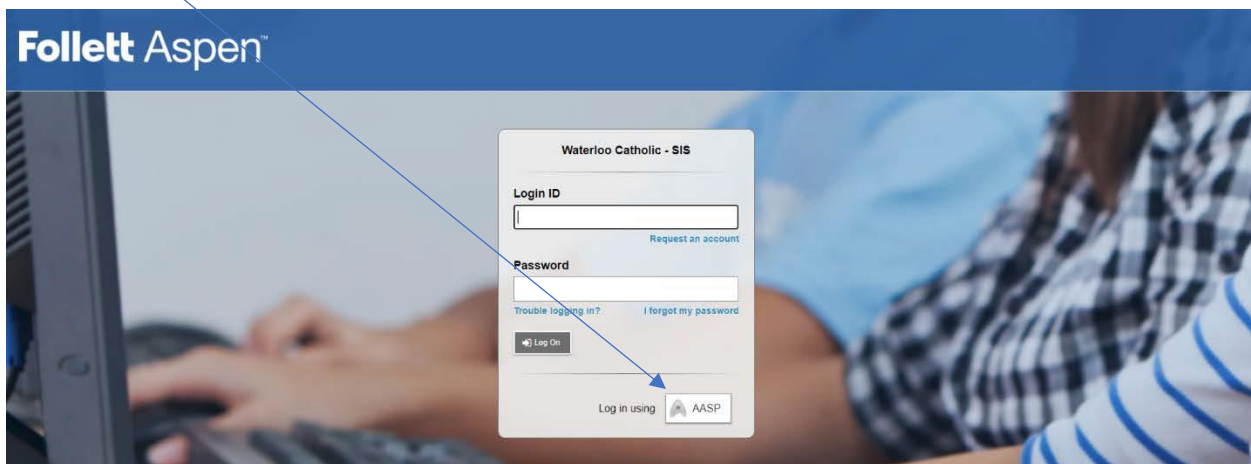 Follett Aspen™
Waterloo Catholic - SIS
Login ID
Request an account
Password
Trouble logging in? I forgot my password
Log On
Log in using AASP